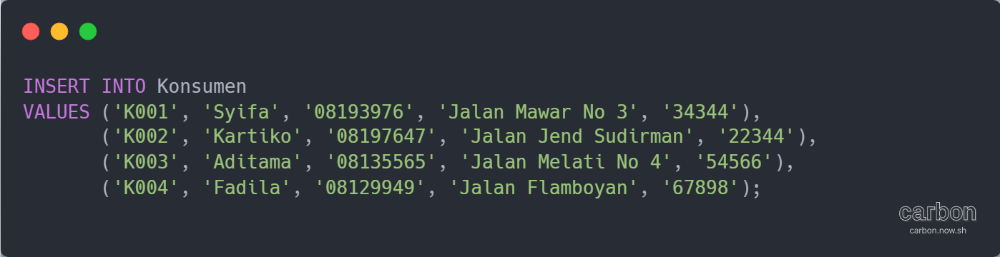 INSERT INTO Konsumen
VALUES ('K001', 'Syifa', '08193976', 'Jalan Mawar No 3', '34344'),
('K002', 'Kartiko', '08197647', 'Jalan Jend Sudirman', '22344'),
('K003', 'Aditama', '08135565', 'Jalan Melati No 4', '54566'),
('K004', 'Fadila', '08129949', 'Jalan Flamboyan', '67898');
carbon
carbon.now.sh